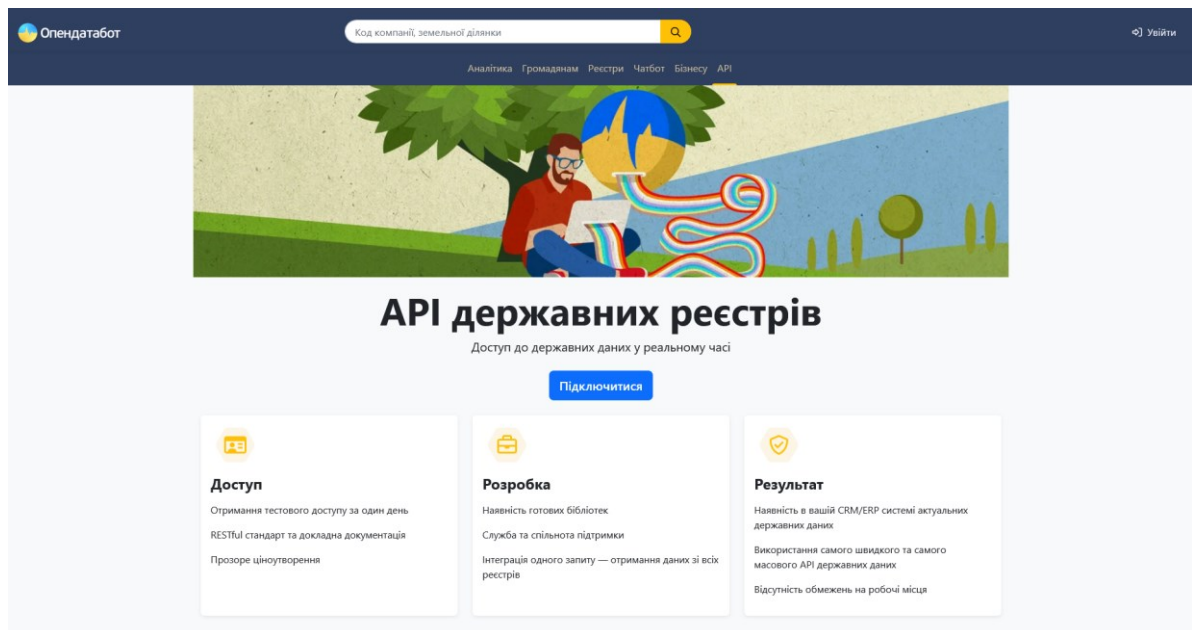 Опендатабот
Код компанії, земельної ділянки
Увійти
Аналітика Громадянам Реєстри Чатбот Бізнесу API
API державних реєстрів
Доступ до державних даних у реальному часі
Підключитися
Доступ
Отримання тестового доступу за один день
RESTful стандарт та докладна документація
Прозоре ціноутворення
Розробка
Наявність готових бібліотек
Служба та спільнота підтримки
Інтеграція одного запиту — отримання даних зі всіх
реєстрів
Результат
Наявність в вашій CRM/ERP системі актуальних
державних даних
Використання самого швидкого та самого
масового API державних даних
Відсутність обмежень на робочі місця